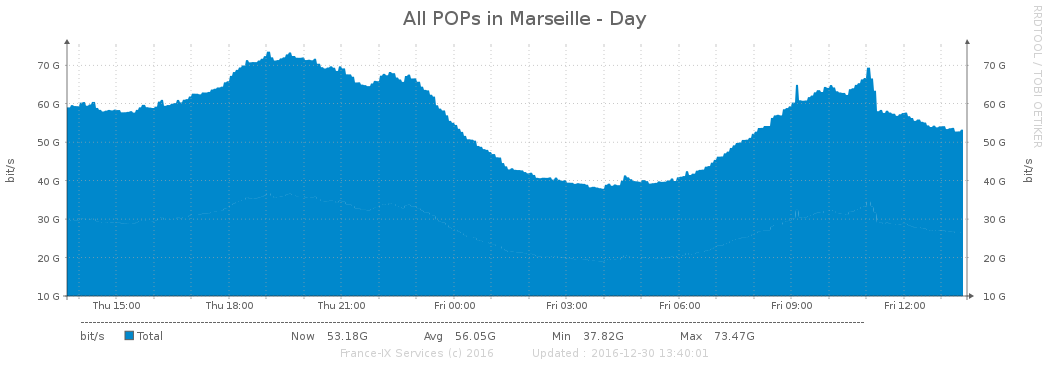 All POPs in Marseille - Day
RRDTOOL / TOBI OETIKER
bit/s
70 G
60 G
50 G
40 G
30 G
20 G
10 G
70 G
60 G
50 G
40 G
30 G
20 G
10 G
bit/s
Thu 15:00 Thu 18:00 Thu 21:00 Fri 00:00 Fri 03:00 Fri 06:00 Fri 09:00 Fri 12:00
bit/s Total Now 53.18G Avg 56.05G Min 37.82G Max 73.47G
France-IX Services (c) 2016 Updated : 2016-12-30 13:40:01